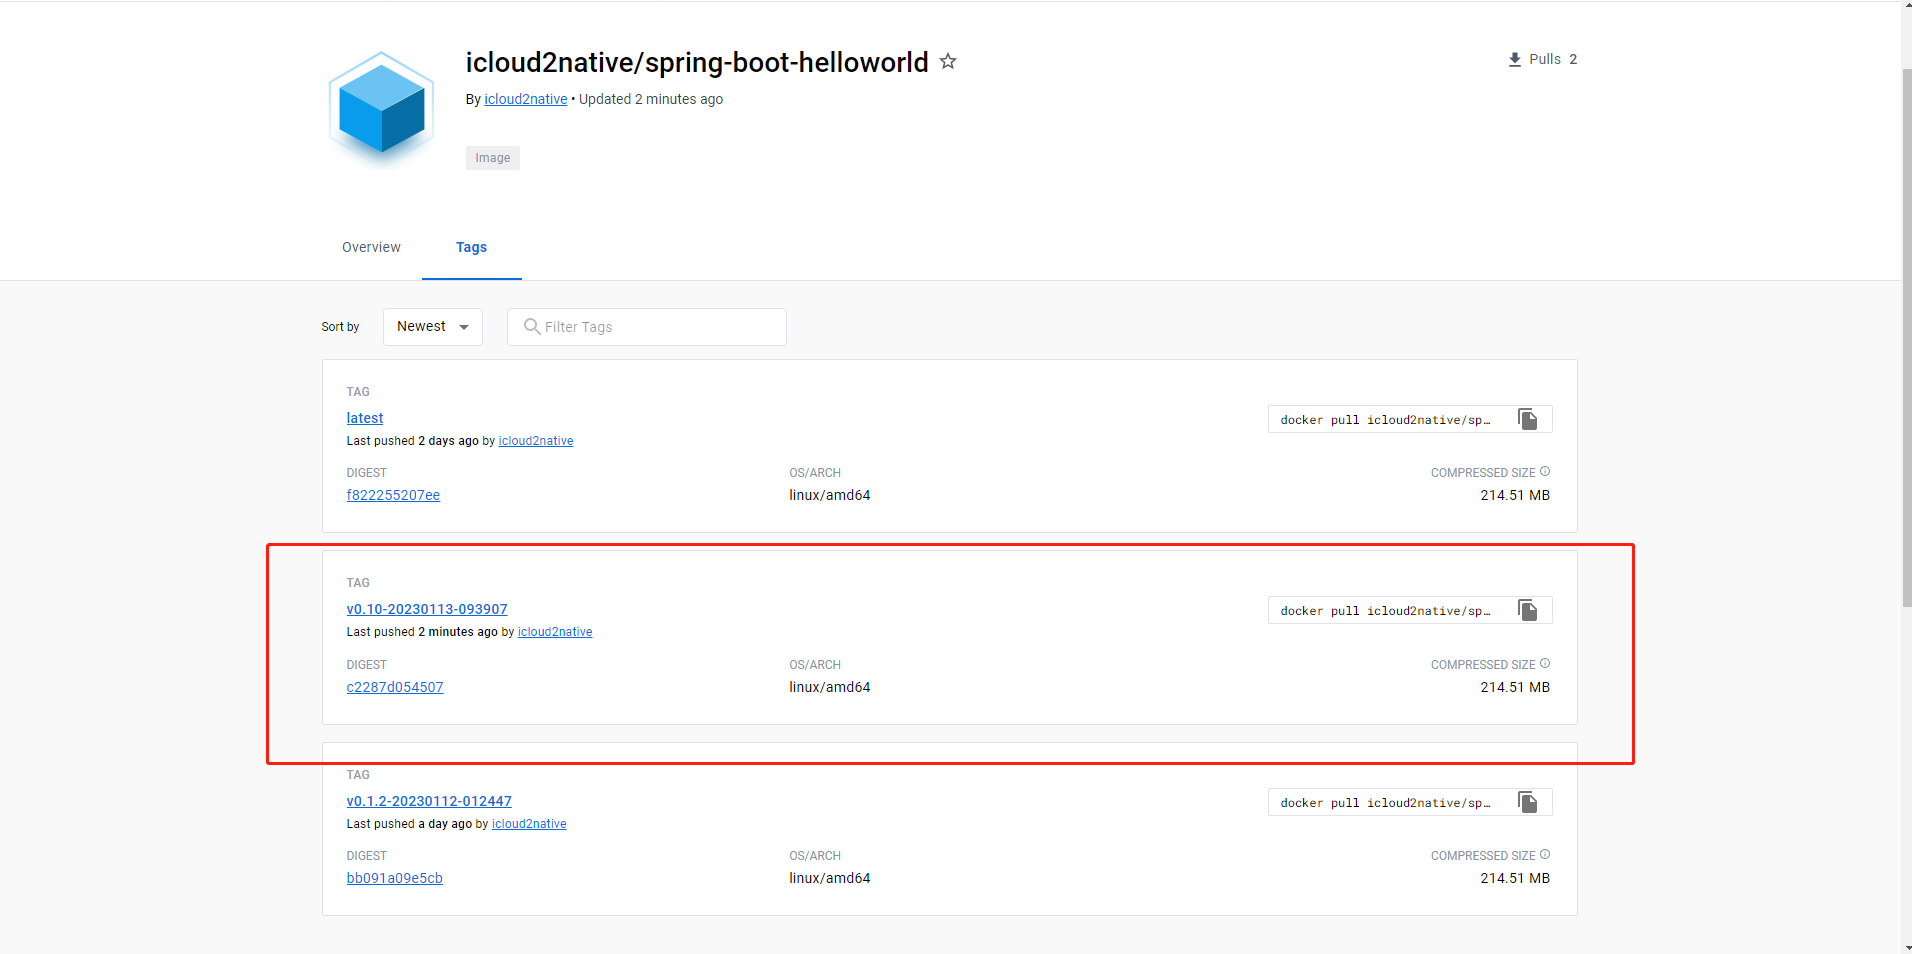 icloud2native/spring-boot-helloworld
Pulls 2
By icloud2native • Updated 2 minutes ago
Image
Overview
Tags
Sort by
Newest
Filter Tags
TAG
latest
docker pull icloud2native/sp…
Last pushed 2 days ago by icloud2native
DIGEST
OS/ARCH
COMPRESSED SIZE
f822255207ee
linux/amd64
214.51 MB
TAG
v0.10-20230113-093907
docker pull icloud2native/sp…
Last pushed 2 minutes ago by icloud2native
DIGEST
OS/ARCH
COMPRESSED SIZE
c2287d054507
linux/amd64
214.51 MB
TAG
v0.1.2-20230112-012447
docker pull icloud2native/sp…
Last pushed a day ago by icloud2native
DIGEST
OS/ARCH
COMPRESSED SIZE
bb091a09e5cb
linux/amd64
214.51 MB